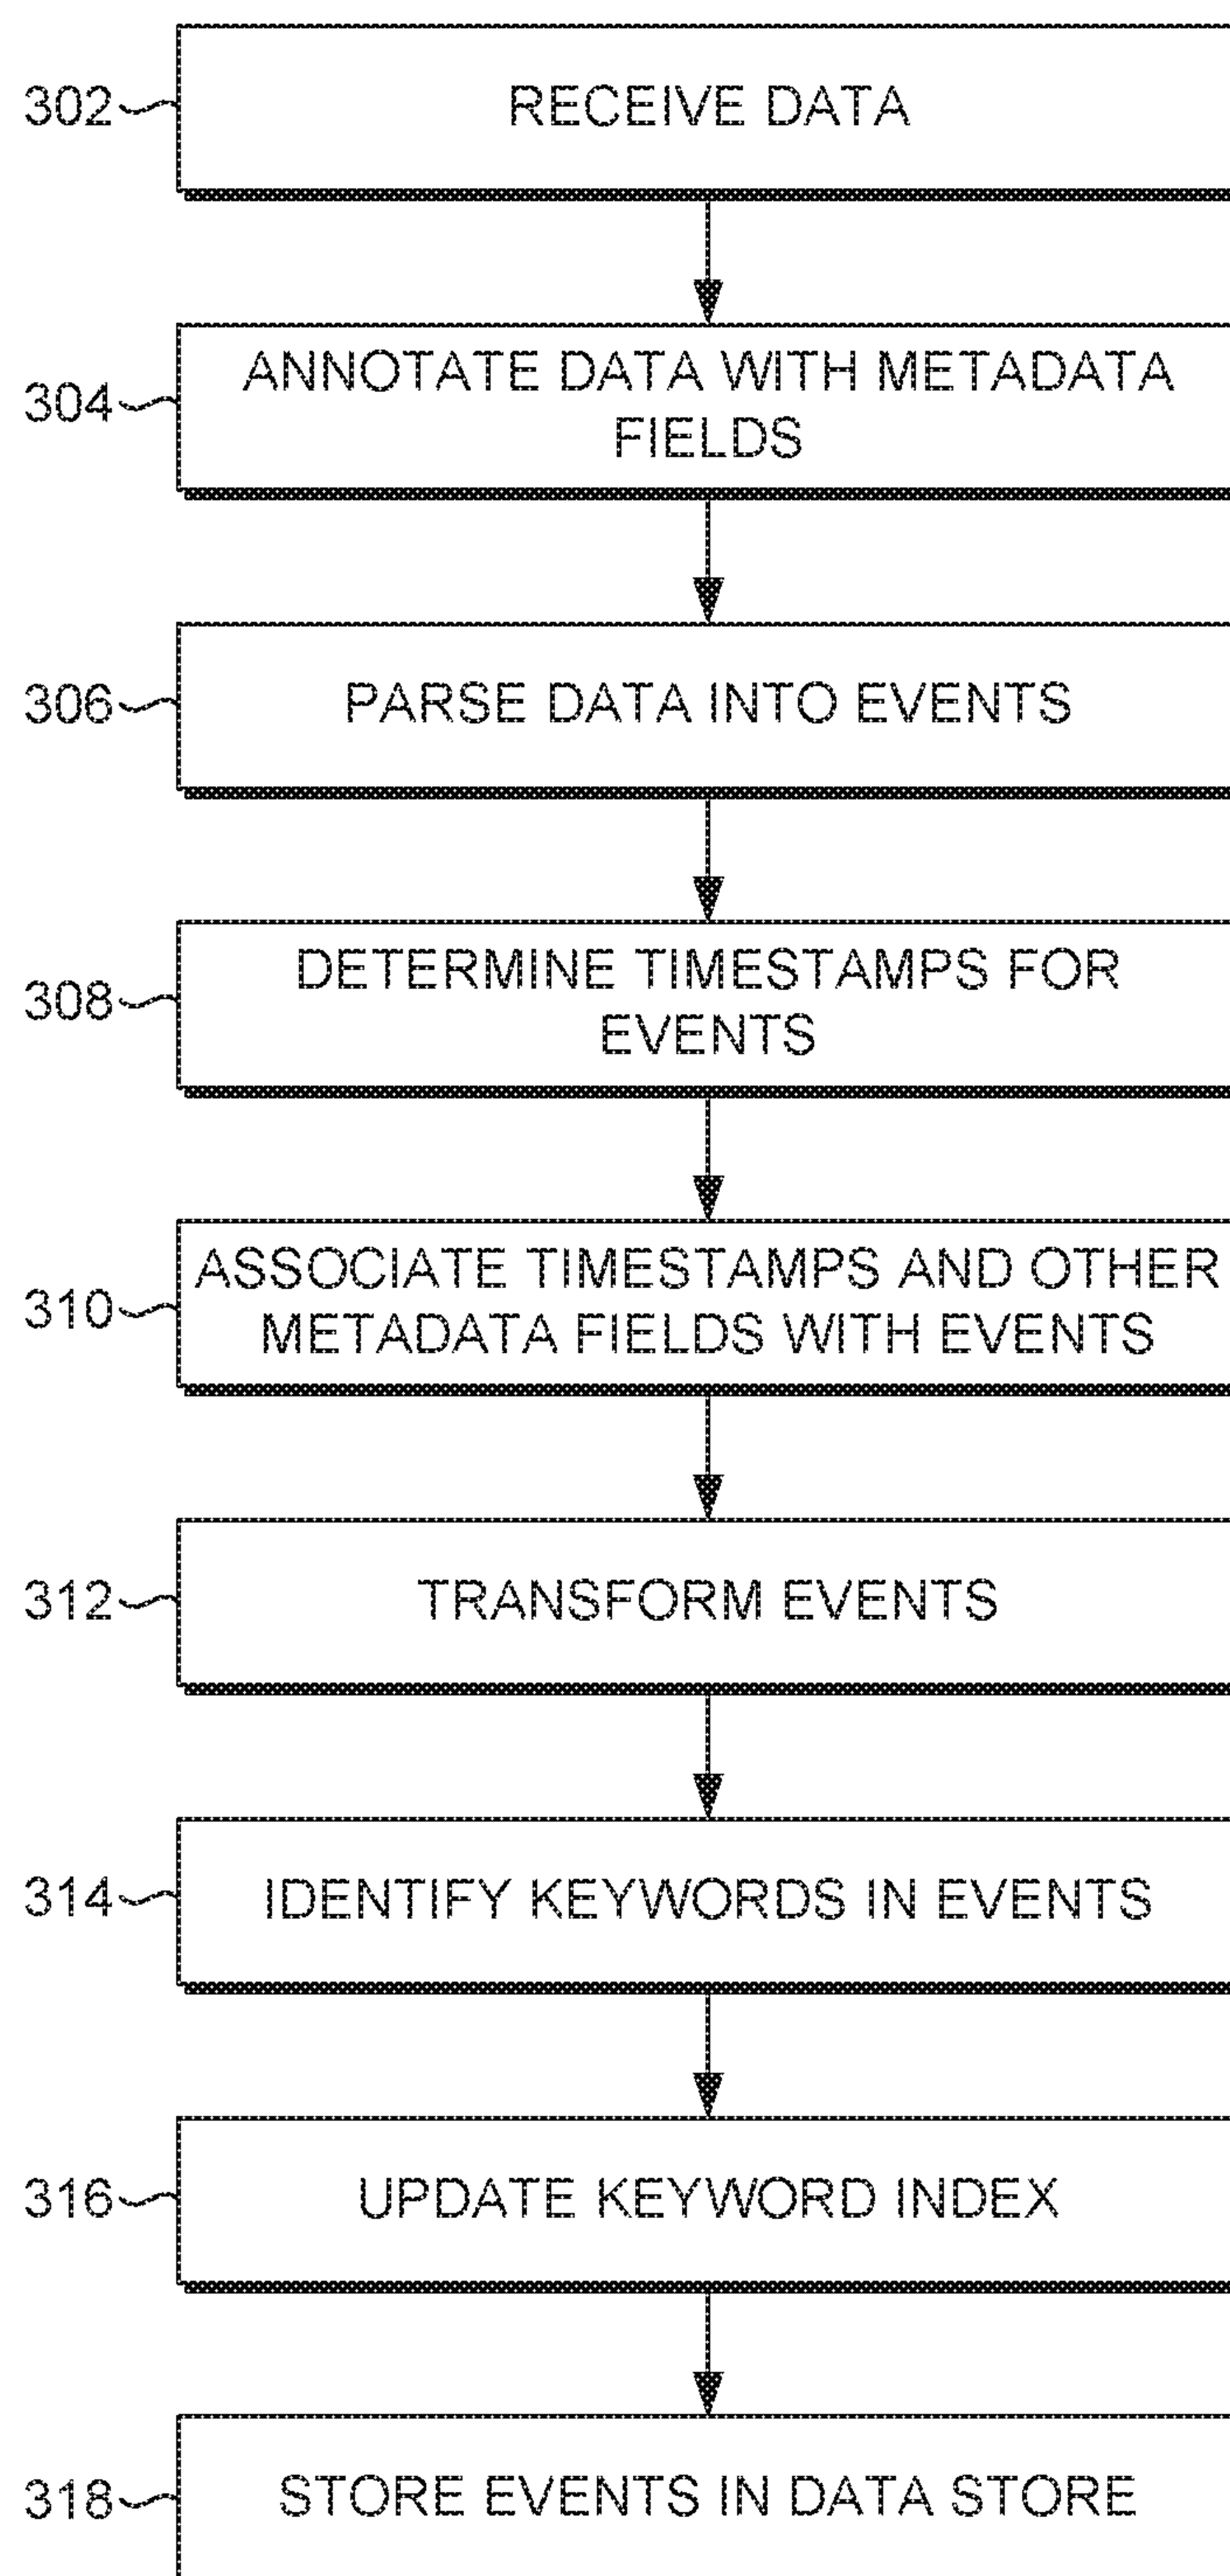 302
RECEIVE DATA
304
ANNOTATE DATA WITH METADATA
FIELDS
306
PARSE DATA INTO EVENTS
308
DETERMINE TIMESTAMPS FOR
EVENTS
310
ASSOCIATE TIMESTAMPS AND OTHER
METADATA FIELDS WITH EVENTS
312
TRANSFORM EVENTS
314
IDENTIFY KEYWORDS IN EVENTS
316
UPDATE KEYWORD INDEX
318
STORE EVENTS IN DATA STORE